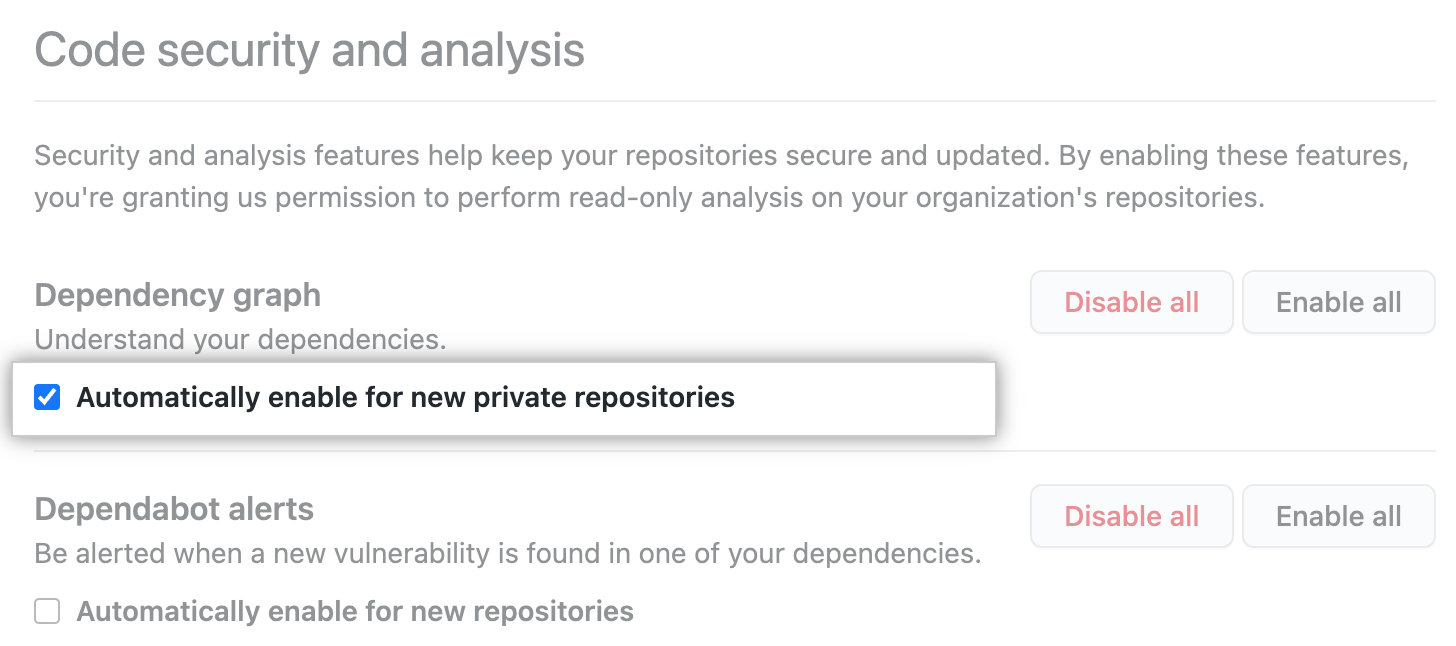 Code security and analysis
Security and analysis features help keep your repositories secure and updated. By enabling these features,
you're granting us permission to perform read-only analysis on your organization's repositories.
Dependency graph
Disable all
Enable all
Understand your dependencies.
Automatically enable for new private repositories
Dependabot alerts
Disable all
Enable all
Be alerted when a new vulnerability is found in one of your dependencies.
Automatically enable for new repositories